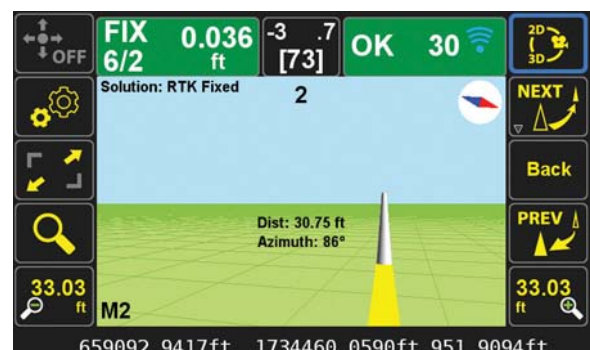 OFF
FIX 0.036
6/2 ft
-3 .7
[73]
OK 30
2D
3D
Solution: RTK Fixed
2
NEXT
Back
PREV
Dist: 30.75 ft
Azimuth: 86°
33.03
ft
M2
33.03
ft
659092.9417ft 1734460.0590ft 951.9094ft